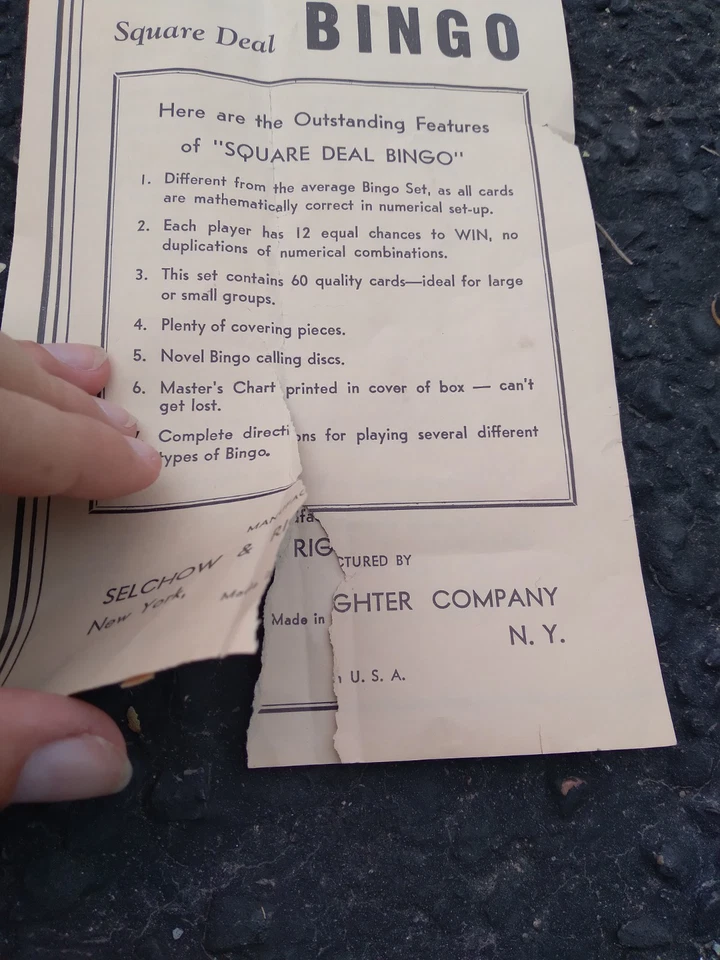 Square Deal BINGO
Here are the Outstanding Features
of "SQUARE DEAL BINGO"
1. Different from the average Bingo Set, as all cards
are mathematically correct in numerical set-up.
2. Each player has 12 equal chances to WIN, no
duplications of numerical combinations.
3. This set contains 60 quality cards—ideal for large
or small groups.
4. Plenty of covering pieces.
5. Novel Bingo calling discs.
6. Master's Chart printed in cover of box — can't
get lost.
Complete directions for playing several different
types of Bingo.
MANUFAC
CTURED BY
SELCHOW & RI
RIG
GHTER COMPANY
New York,
Made in
N. Y.
U. S. A.